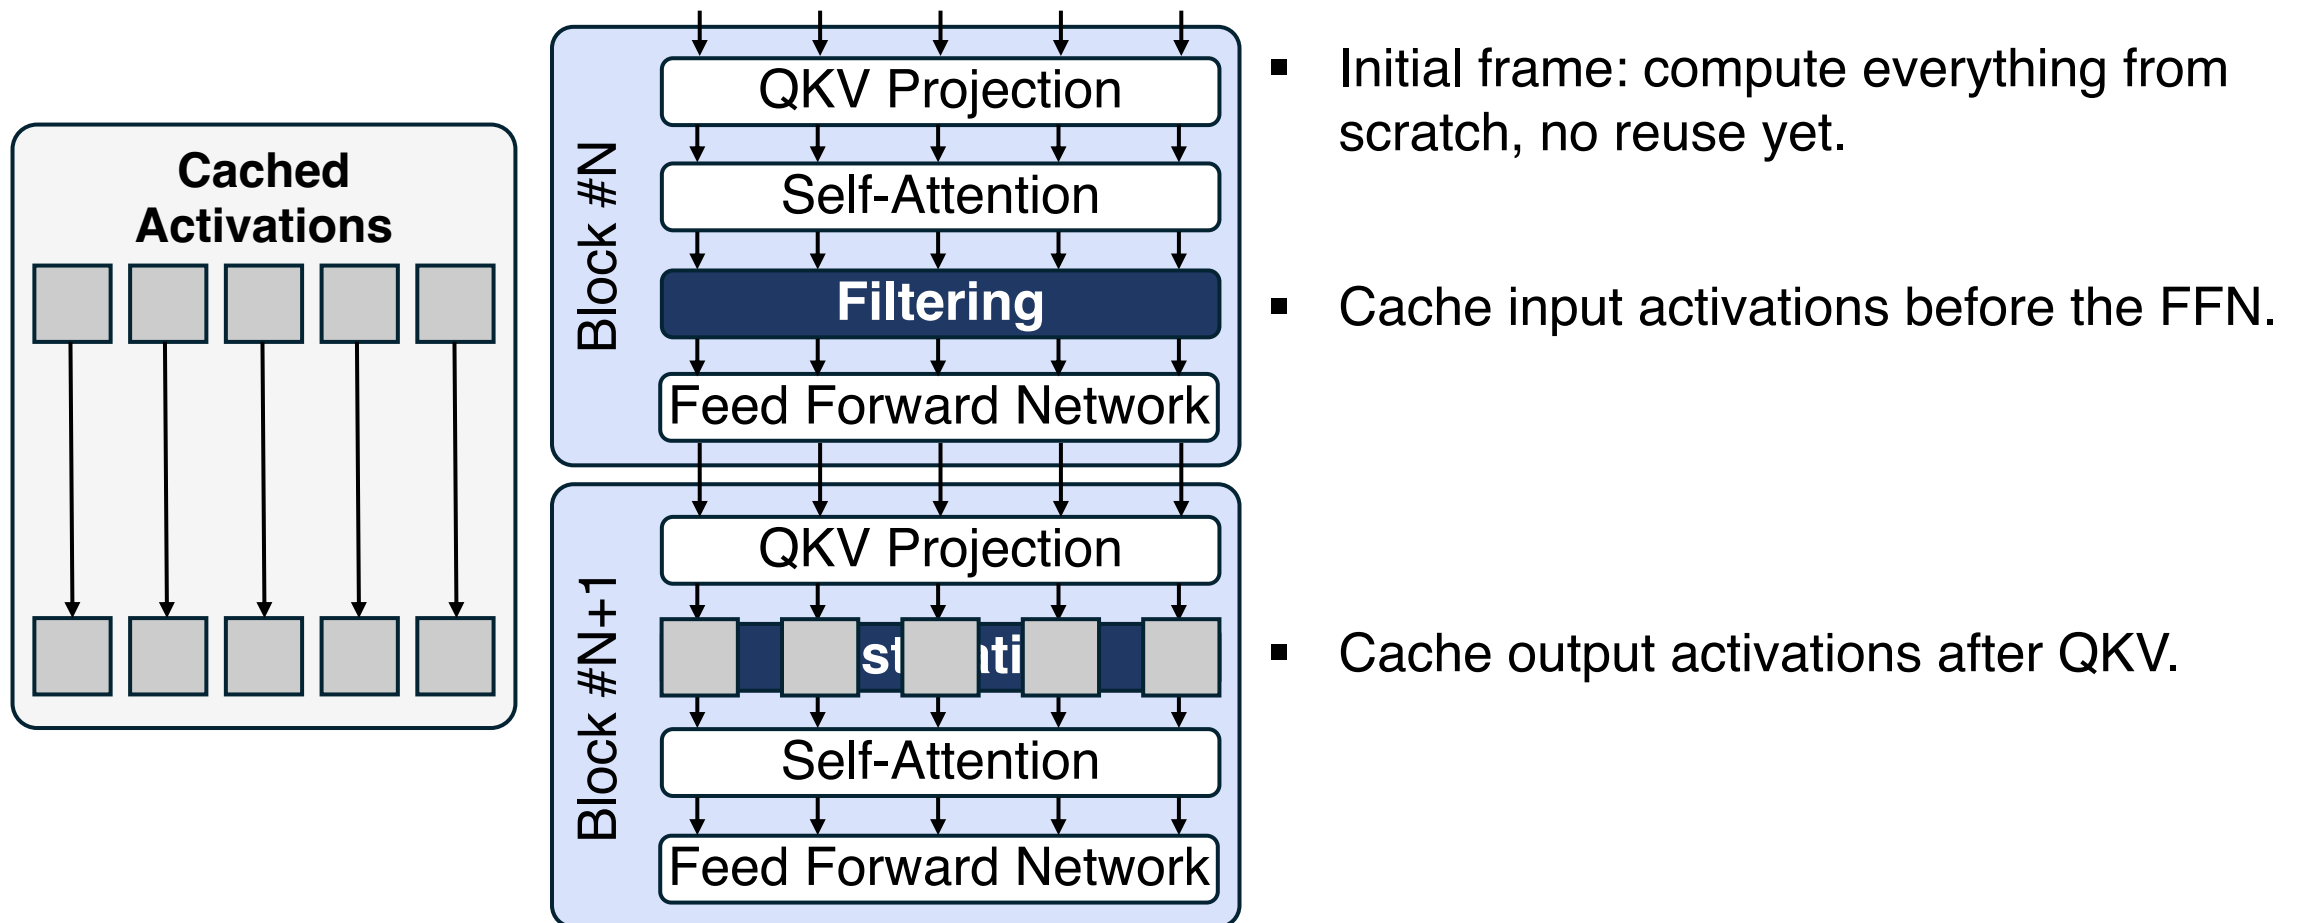 Cached
Activations
Block #N
QKV Projection
Self-Attention
Filtering
Feed Forward Network
Block #N+1
QKV Projection
Self-Attention
Feed Forward Network
▪ Initial frame: compute everything from
scratch, no reuse yet.
▪ Cache input activations before the FFN.
▪ Cache output activations after QKV.